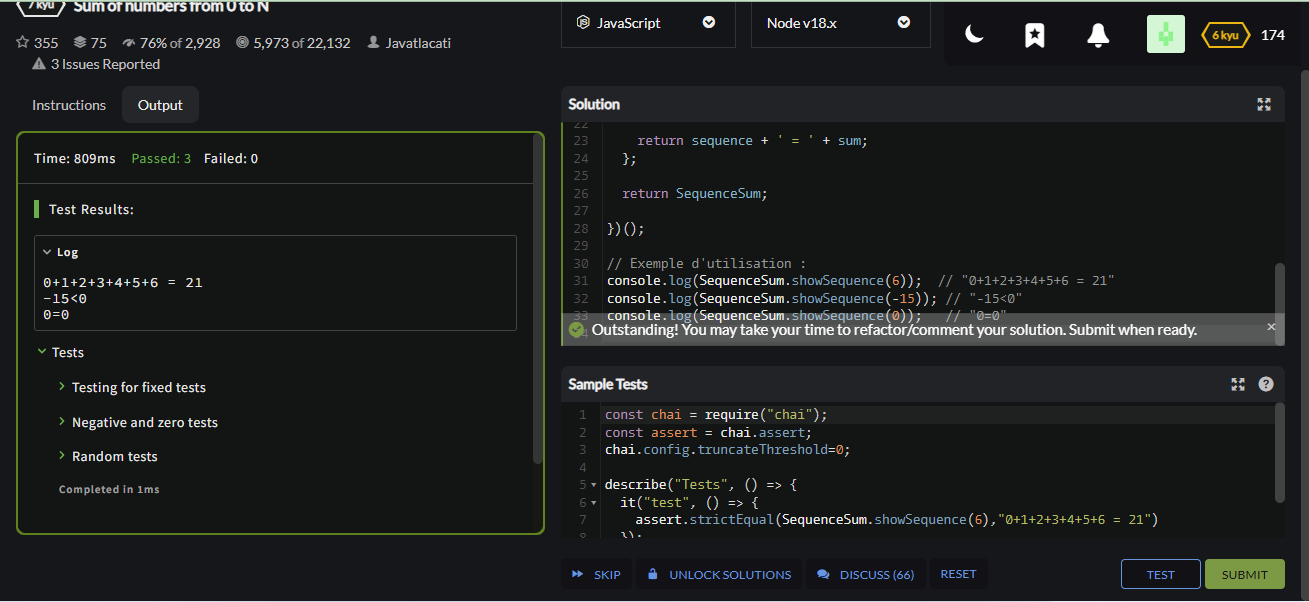 7 kyu Sum of numbers from 0 to N
355 75 76% of 2,928 5,973 of 22,132 Javatlacati
3 Issues Reported
JavaScript
Node v18.x
6 kyu 174
Instructions Output
Time: 809ms Passed: 3 Failed: 0
Test Results:
Log
0+1+2+3+4+5+6 = 21
-15<0
0=0
Tests
Testing for fixed tests
Negative and zero tests
Random tests
Completed in 1ms
Solution
22
23 return sequence + ' = ' + sum;
24 };
25
26 return SequenceSum;
27
28 })();
29
30 // Exemple d'utilisation :
31 console.log(SequenceSum.showSequence(6)); // "0+1+2+3+4+5+6 = 21"
32 console.log(SequenceSum.showSequence(-15)); // "-15<0"
33 console.log(SequenceSum.showSequence(0)); // "0=0"
Outstanding! You may take your time to refactor/comment your solution. Submit when ready. ×
Sample Tests
1 const chai = require("chai");
2 const assert = chai.assert;
3 chai.config.truncateThreshold=0;
4
5 describe("Tests", () => {
6 it("test", () => {
7 assert.strictEqual(SequenceSum.showSequence(6),"0+1+2+3+4+5+6 = 21")
8 });
SKIP UNLOCK SOLUTIONS DISCUSS (66) RESET TEST SUBMIT